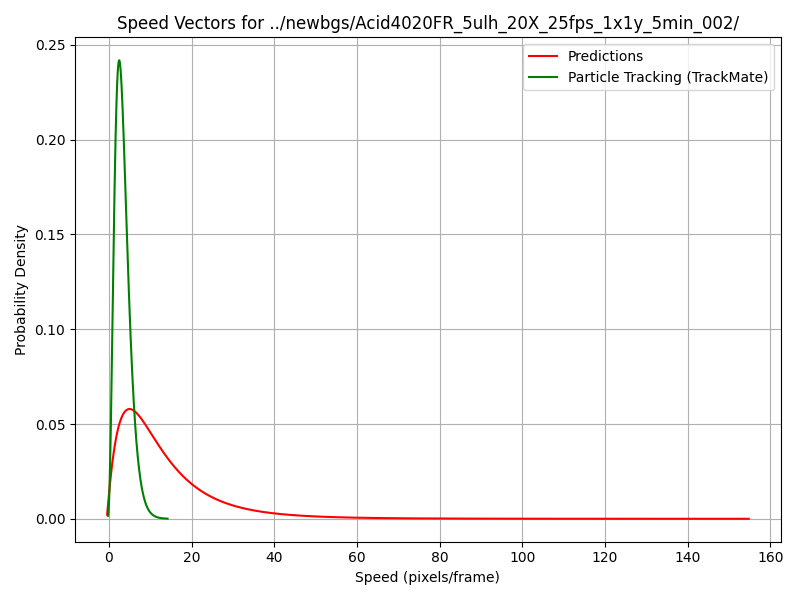 Speed Vectors for ../newbgs/Acid4020FR_5ulh_20X_25fps_1x1y_5min_002/
Predictions
Particle Tracking (TrackMate)
Probability Density
0.25
0.20
0.15
0.10
0.05
0.00
0 20 40 60 80 100 120 140 160
Speed (pixels/frame)